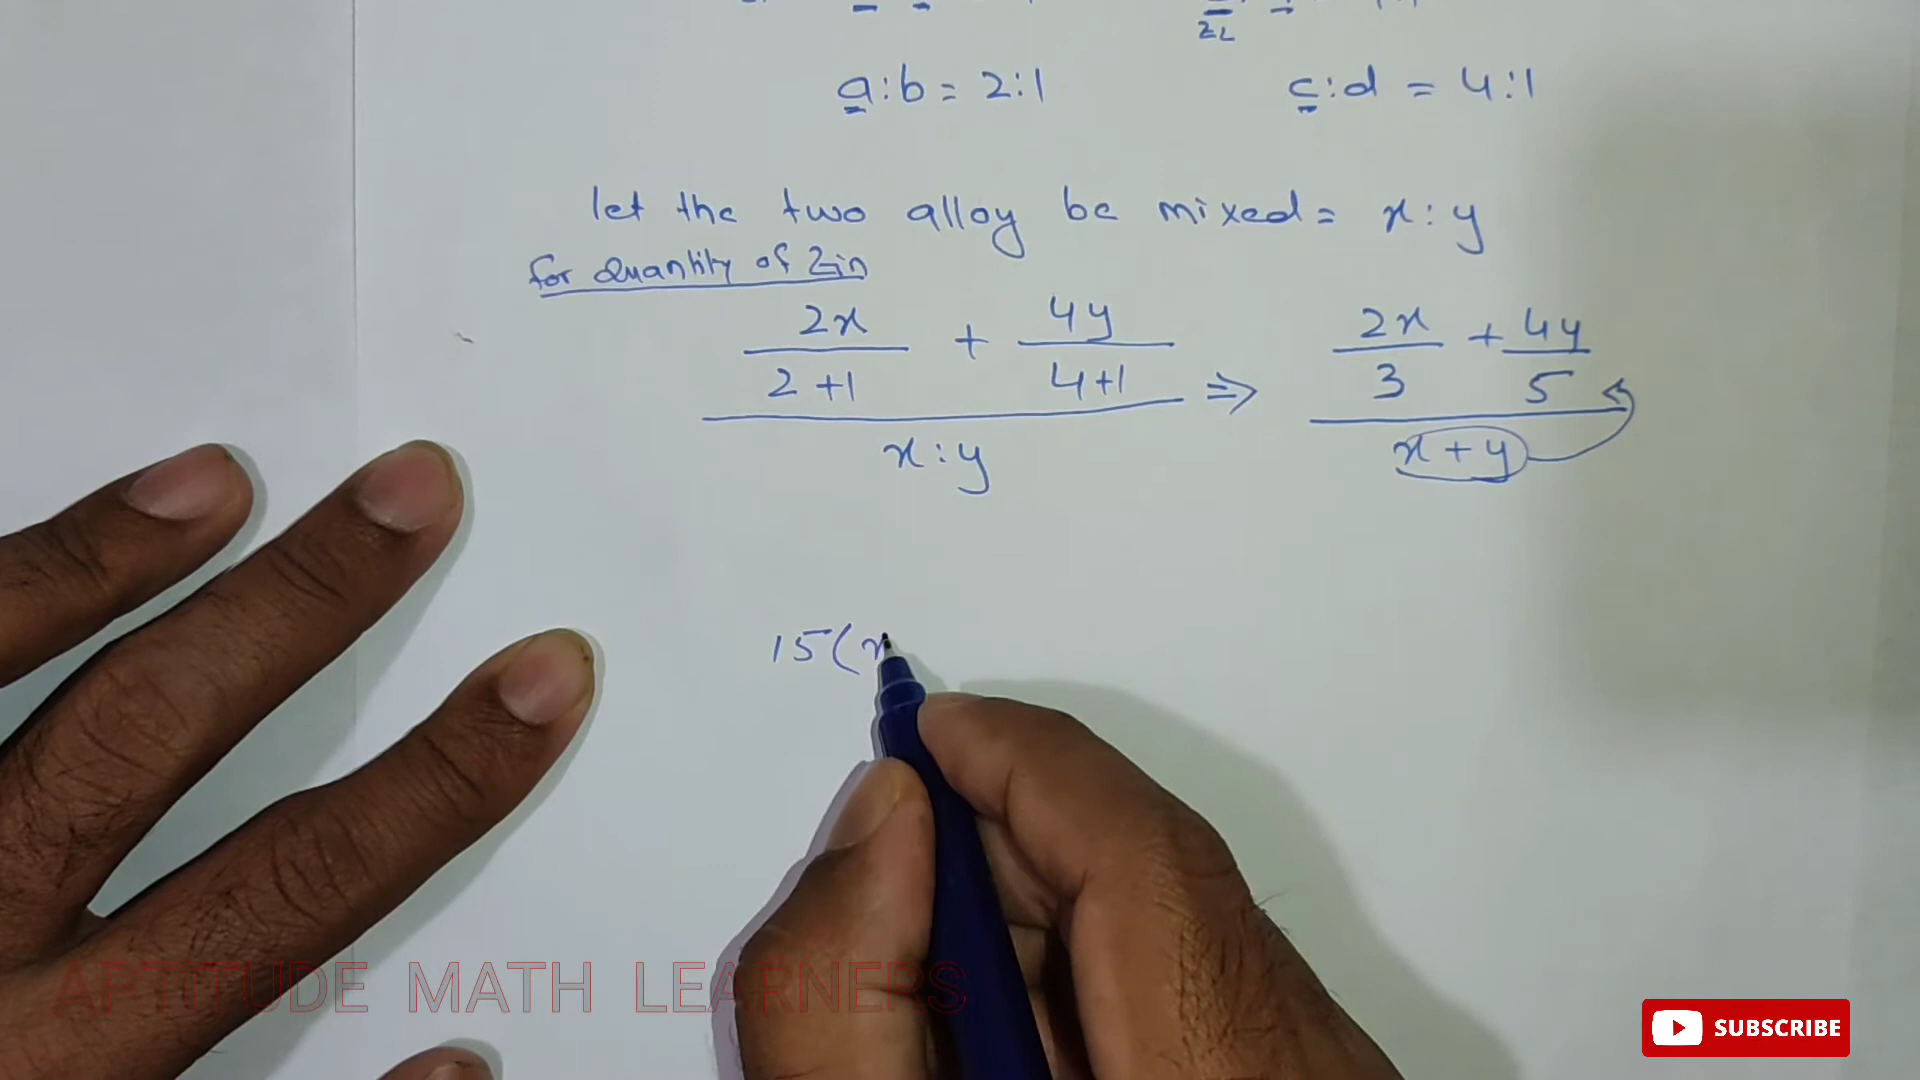 ZL
a:b = 2:1 c:d = 4:1
let the two alloy be mixed = x:y
for Quantity of Zin
2x/2+1 + 4y/4+1 ⇒ 2x/3 + 4y/5
x:y x+y
15(x
APTITUDE MATH LEARNERS
SUBSCRIBE